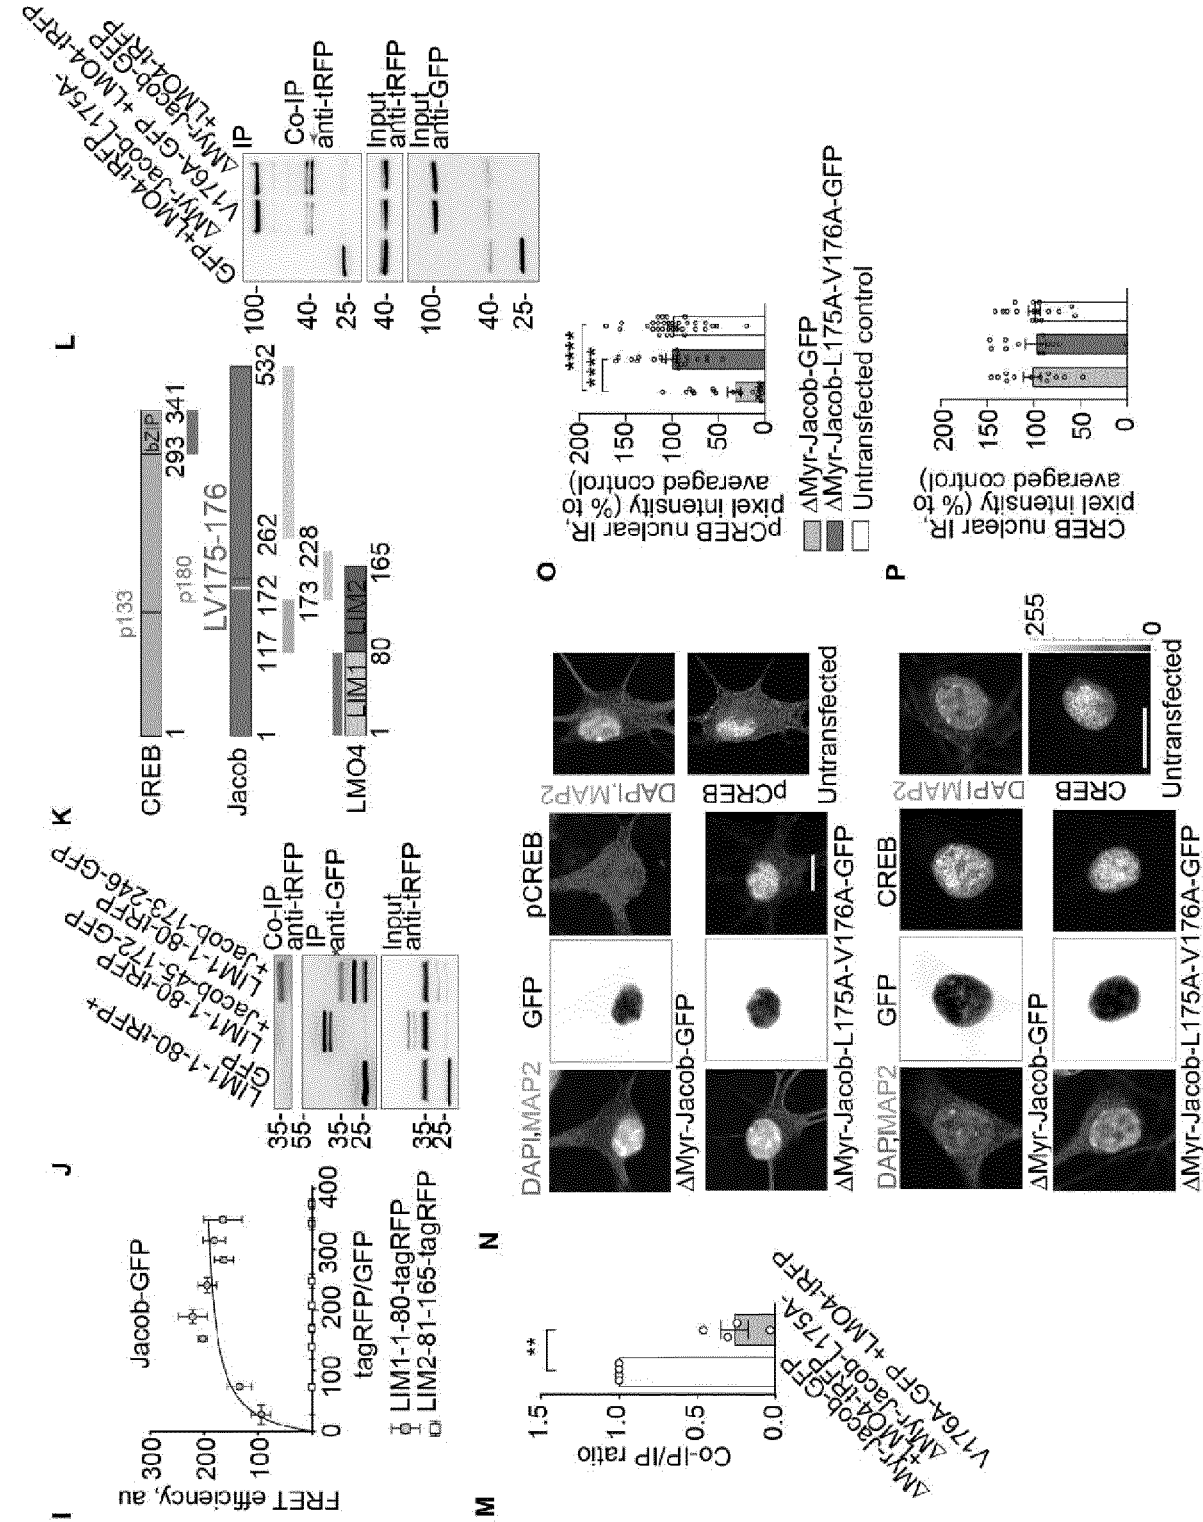 I
Jacob-GFP
FRET efficiency, au
300
200
100
0
100
200
300
400
tagRFP/GFP
LIM1-1-80-tagRFP
LIM2-81-165-tagRFP
J
LIM1-1-80-tRFP+
GFP
LIM1-1-80-tRFP
+Jacob-45-172-GFP
LIM1-1-80-tRFP
+Jacob-173-246-GFP
35-
55-
35-
25-
35-
25-
Co-IP
anti-tRFP
IP
anti-GFP
Input
anti-tRFP
K
CREB
p133
bZIP
1
293
341
p180
LV175-176
Jacob
1
117
172
262
532
173
228
LMO4
LIM1
LIM2
1
80
165
L
GFP+LMO4-tRFP
ΔMyr-Jacob-L175A-
V176A-GFP +LMO4-tRFP
ΔMyr-Jacob-GFP
+LMO4-tRFP
100-
40-
25-
40-
100-
40-
25-
IP
Co-IP
anti-tRFP
Input
anti-tRFP
Input
anti-GFP
M
Co-IP/IP ratio
1.5
1.0
0.5
0.0
**
ΔMyr-Jacob-GFP
+LMO4-tRFP
ΔMyr-Jacob-L175A-
V176A-GFP +LMO4-tRFP
N
DAPI,MAP2
GFP
pCREB
ΔMyr-Jacob-GFP
ΔMyr-Jacob-L175A-V176A-GFP
DAPI,MAP2
pCREB
Untransfected
DAPI,MAP2
GFP
CREB
ΔMyr-Jacob-GFP
ΔMyr-Jacob-L175A-V176A-GFP
DAPI,MAP2
CREB
Untransfected
255
0
O
pCREB nuclear IR,
pixel intensity (% to
averaged control)
200
150
100
50
0
****
****
ΔMyr-Jacob-GFP
ΔMyr-Jacob-L175A-V176A-GFP
Untransfected control
P
CREB nuclear IR,
pixel intensity (% to
averaged control)
200
150
100
50
0